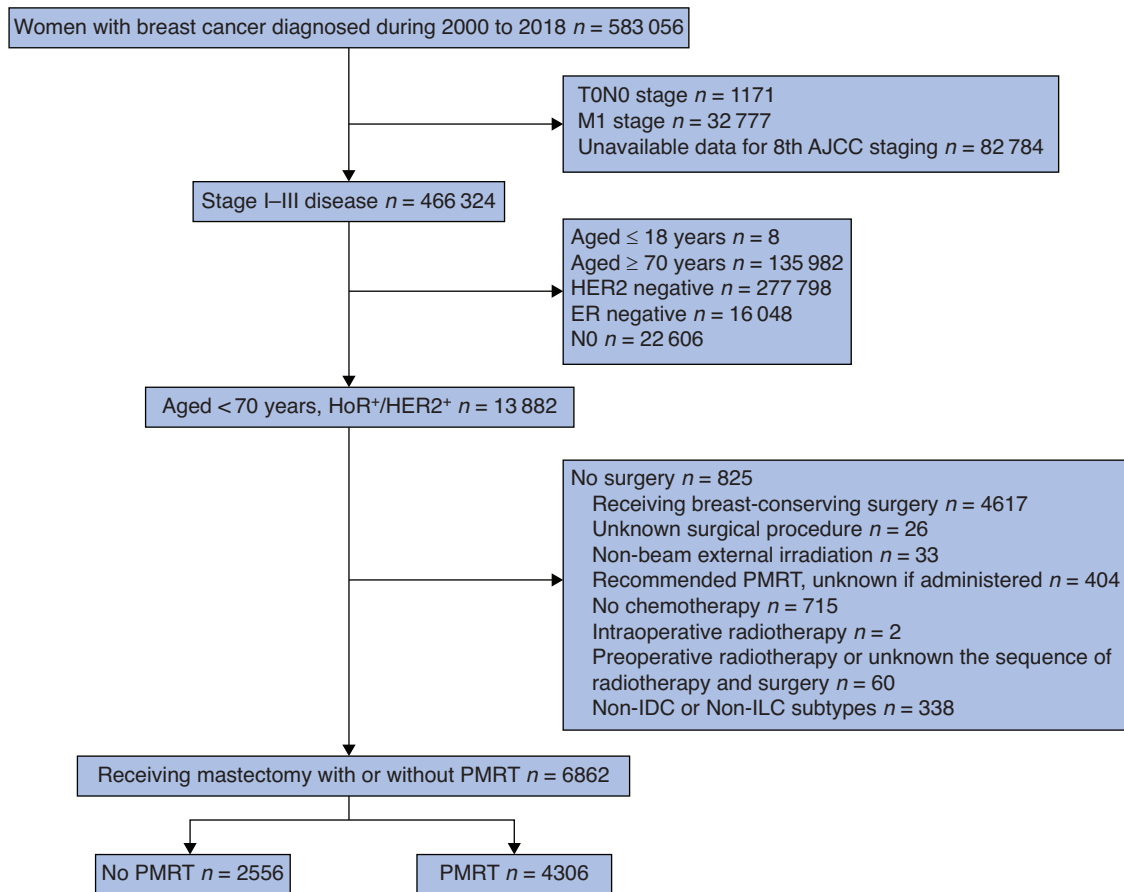 Women with breast cancer diagnosed during 2000 to 2018 n = 583 056
T0N0 stage n = 1171
M1 stage n = 32 777
Unavailable data for 8th AJCC staging n = 82 784
Stage I–III disease n = 466 324
Aged ≤ 18 years n = 8
Aged ≥ 70 years n = 135 982
HER2 negative n = 277 798
ER negative n = 16 048
N0 n = 22 606
Aged < 70 years, HoR⁺/HER2⁺ n = 13 882
No surgery n = 825
Receiving breast-conserving surgery n = 4617
Unknown surgical procedure n = 26
Non-beam external irradiation n = 33
Recommended PMRT, unknown if administered n = 404
No chemotherapy n = 715
Intraoperative radiotherapy n = 2
Preoperative radiotherapy or unknown the sequence of
radiotherapy and surgery n = 60
Non-IDC or Non-ILC subtypes n = 338
Receiving mastectomy with or without PMRT n = 6862
No PMRT n = 2556
PMRT n = 4306